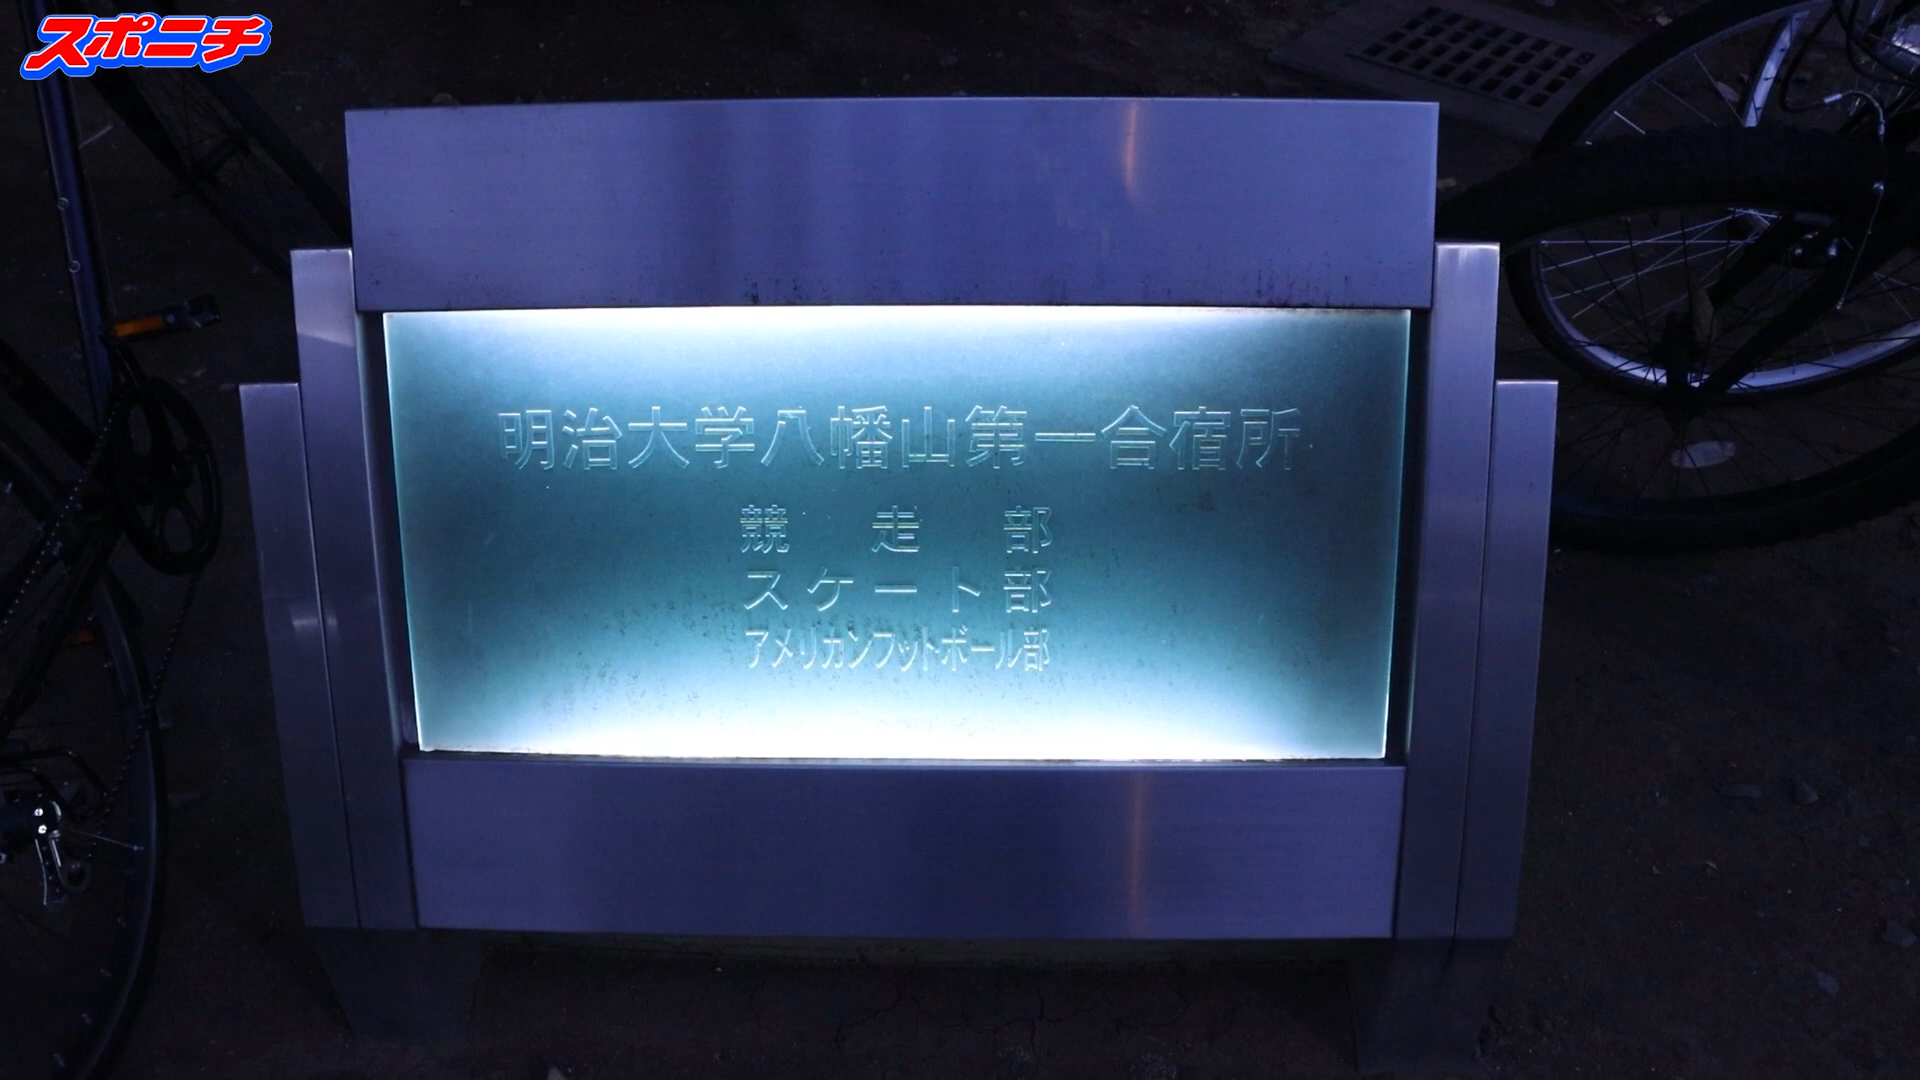 スポニチ
明治大学八幡山第一合宿所
競走部
スケート部
アメリカンフットボール部